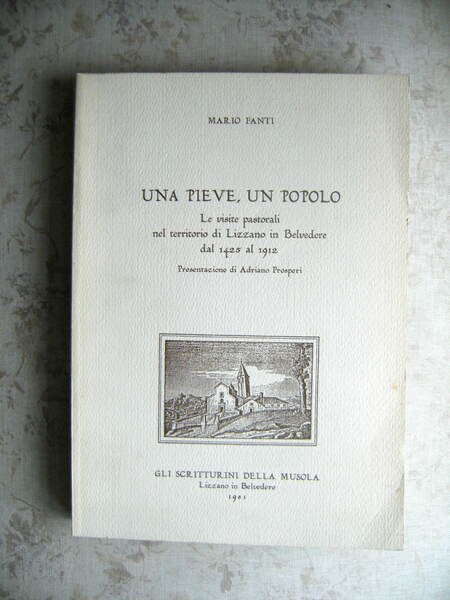 MARIO FANTI
UNA PIEVE, UN POPOLO
Le visite pastorali
nel territorio di Lizzano in Belvedere
dal 1425 al 1912
Presentazione di Adriano Prosperi
GLI SCRITTURINI DELLA MUSOLA
Lizzano in Belvedere
1981